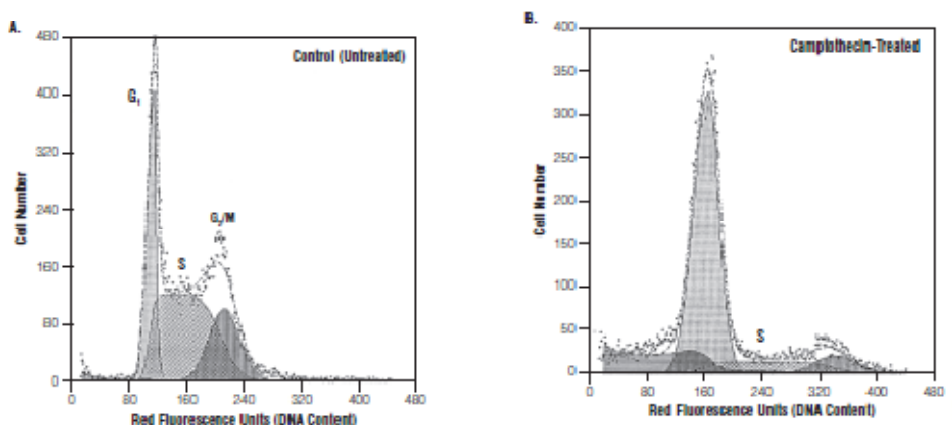 A.
Control (Untreated)
480
400
320
240
160
80
0
Cell Number
G1
S
G2/M
0 80 160 240 320 400 480
Red Fluorescence Units (DNA Content)
B.
Camptothecin-Treated
400
350
300
250
200
150
100
50
0
Cell Number
S
0 80 160 240 320 400 480
Red Fluorescence Units (DNA Content)